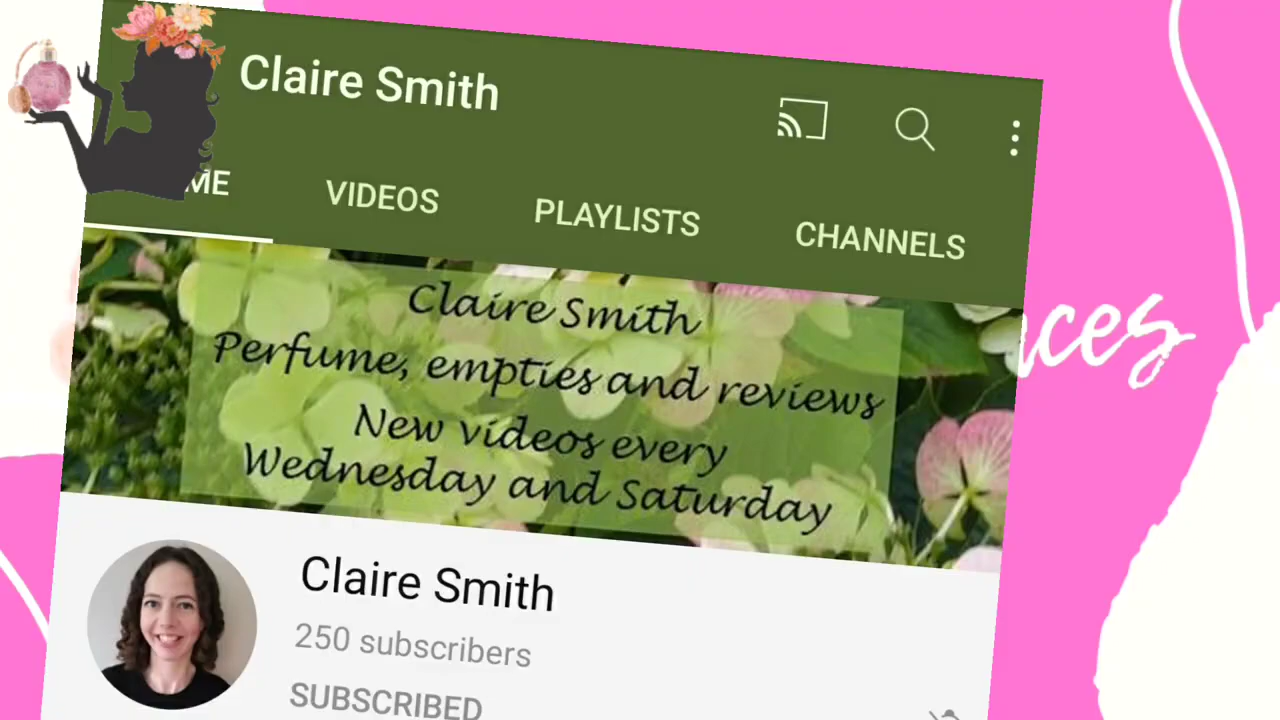 Claire Smith
ME
VIDEOS
PLAYLISTS
CHANNELS
Claire Smith
Perfume, empties and reviews
New videos every
Wednesday and Saturday
Claire Smith
250 subscribers
SUBSCRIBED